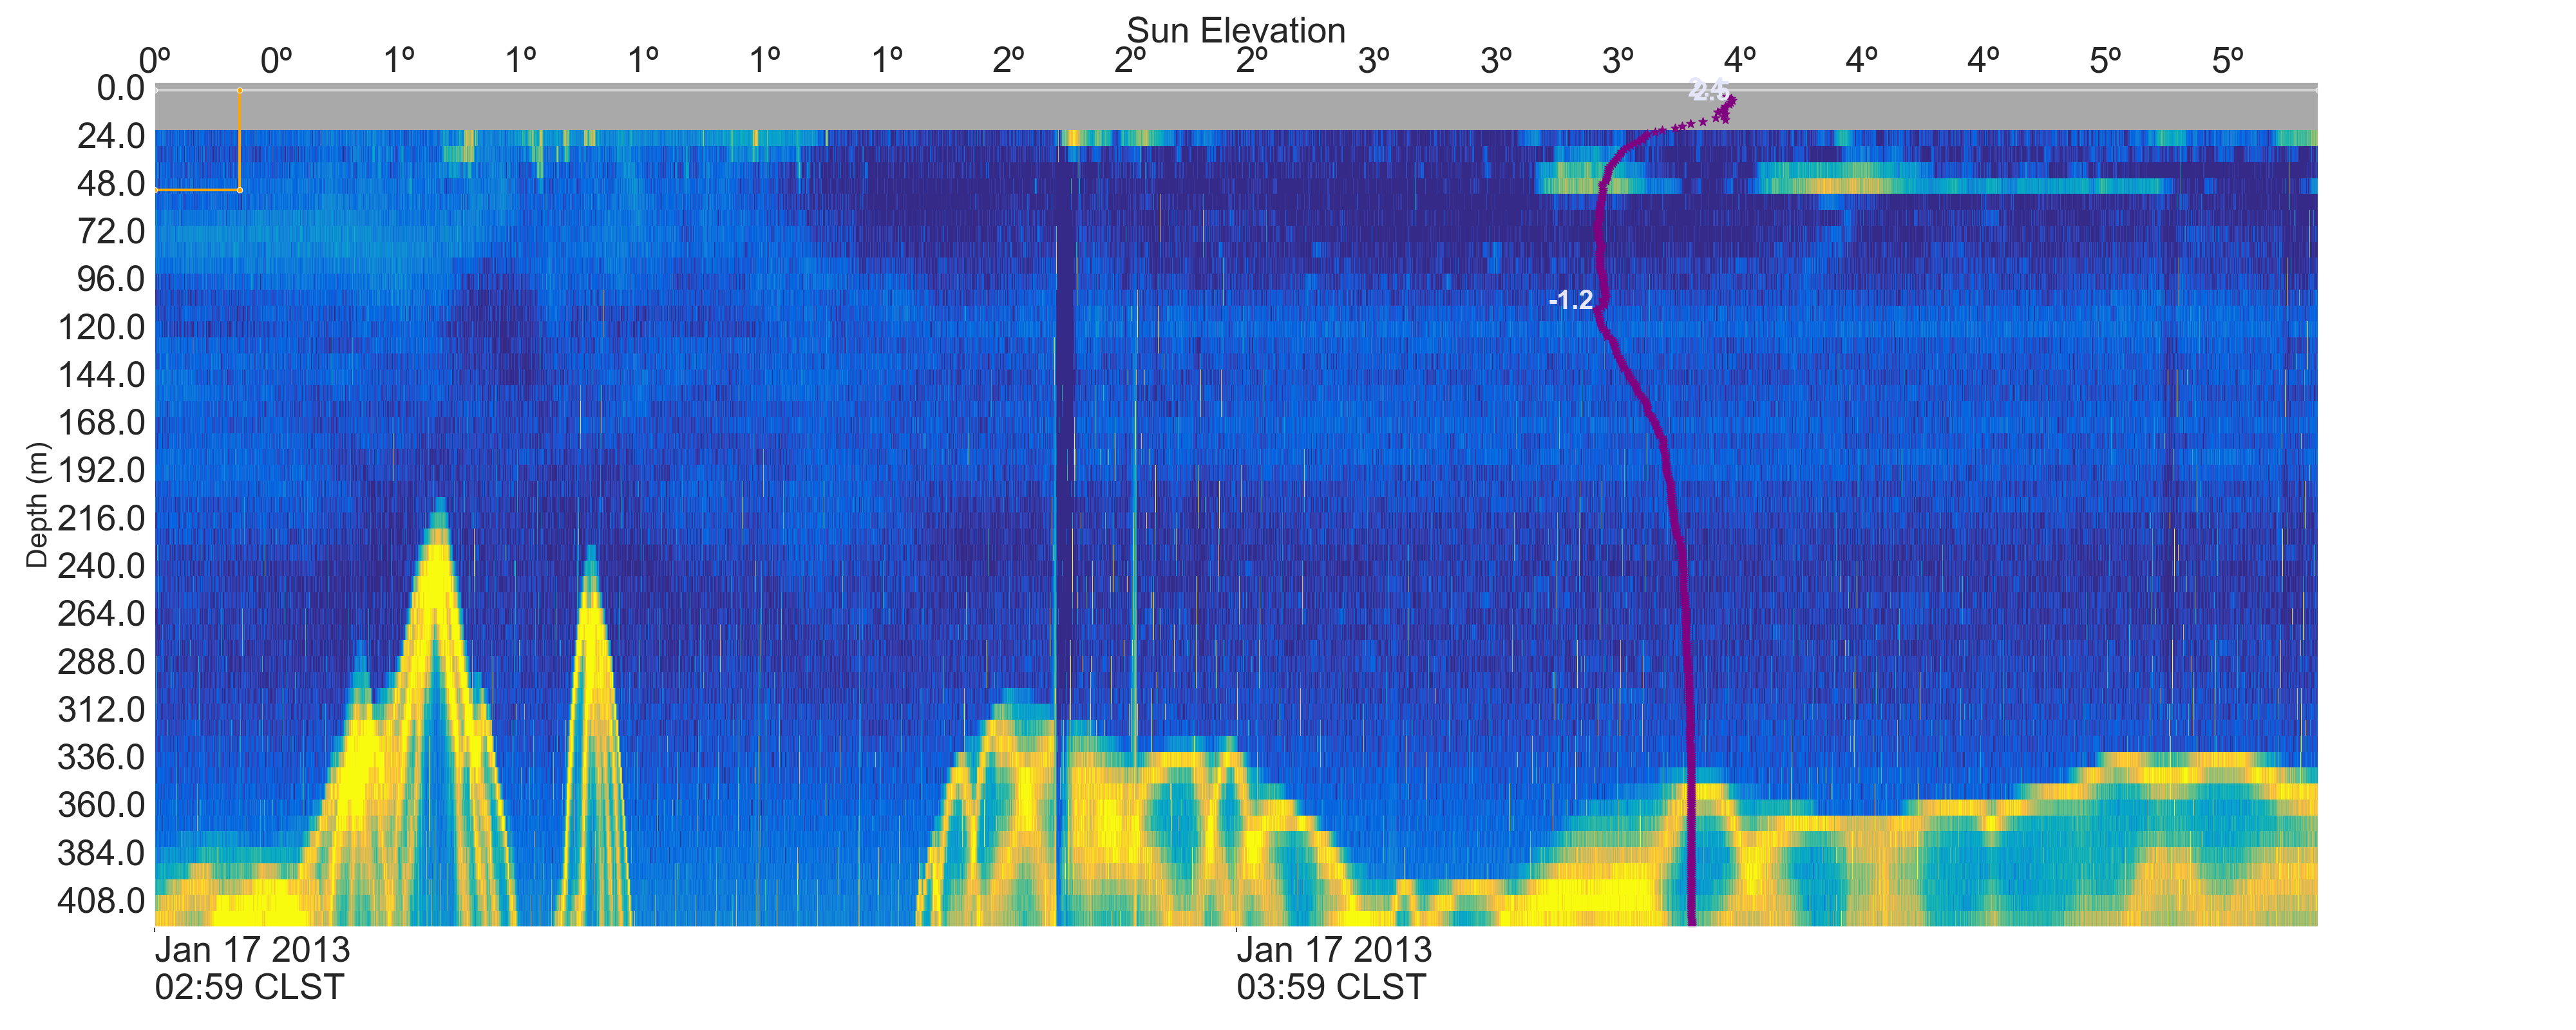 Sun Elevation
0º 0º 1º 1º 1º 1º 1º 2º 2º 2º 3º 3º 3º 4º 4º 4º 5º 5º
0.0
24.0
48.0
72.0
96.0
-1.2
120.0
144.0
168.0
192.0
216.0
240.0
264.0
288.0
312.0
336.0
360.0
384.0
408.0
Depth (m)
Jan 17 2013
02:59 CLST
Jan 17 2013
03:59 CLST